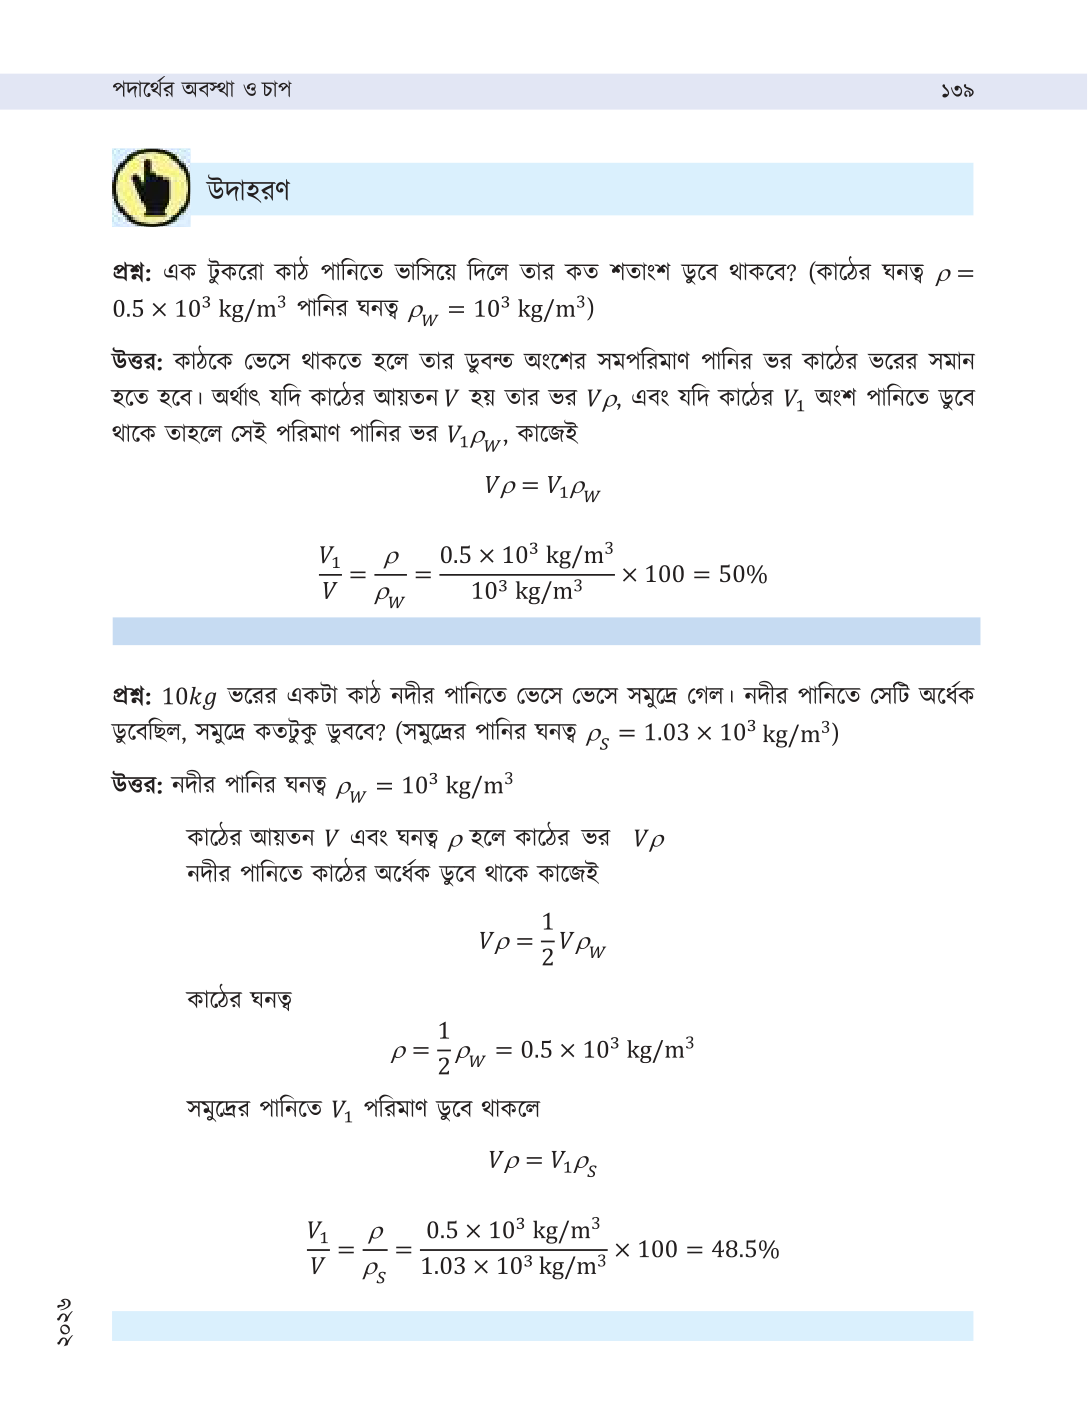 পদার্থের অবস্থা ও চাপ ১৩৯
উদাহরণ
প্রশ্ন: এক টুকরো কাঠ পানিতে ভাসিয়ে দিলে তার কত শতাংশ ডুবে থাকবে? (কাঠের ঘনত্ব ρ =
0.5 × 10³ kg/m³ পানির ঘনত্ব ρ_W = 10³ kg/m³)
উত্তর: কাঠকে ভেসে থাকতে হলে তার ডুবন্ত অংশের সমপরিমাণ পানির ভর কাঠের ভরের সমান
হতে হবে। অর্থাৎ যদি কাঠের আয়তন V হয় তার ভর Vρ, এবং যদি কাঠের V₁ অংশ পানিতে ডুবে
থাকে তাহলে সেই পরিমাণ পানির ভর V₁ρ_W, কাজেই
Vρ = V₁ρ_W
V₁/V = ρ/ρ_W = (0.5 × 10³ kg/m³)/(10³ kg/m³) × 100 = 50%
প্রশ্ন: 10kg ভরের একটা কাঠ নদীর পানিতে ভেসে ভেসে সমুদ্রে গেল। নদীর পানিতে সেটি অর্ধেক
ডুবেছিল, সমুদ্রে কতটুকু ডুববে? (সমুদ্রের পানির ঘনত্ব ρ_S = 1.03 × 10³ kg/m³)
উত্তর: নদীর পানির ঘনত্ব ρ_W = 10³ kg/m³
কাঠের আয়তন V এবং ঘনত্ব ρ হলে কাঠের ভর Vρ
নদীর পানিতে কাঠের অর্ধেক ডুবে থাকে কাজেই
Vρ = 1/2 Vρ_W
কাঠের ঘনত্ব
ρ = 1/2 ρ_W = 0.5 × 10³ kg/m³
সমুদ্রের পানিতে V₁ পরিমাণ ডুবে থাকলে
Vρ = V₁ρ_S
V₁/V = ρ/ρ_S = (0.5 × 10³ kg/m³)/(1.03 × 10³ kg/m³) × 100 = 48.5%
২০২৬